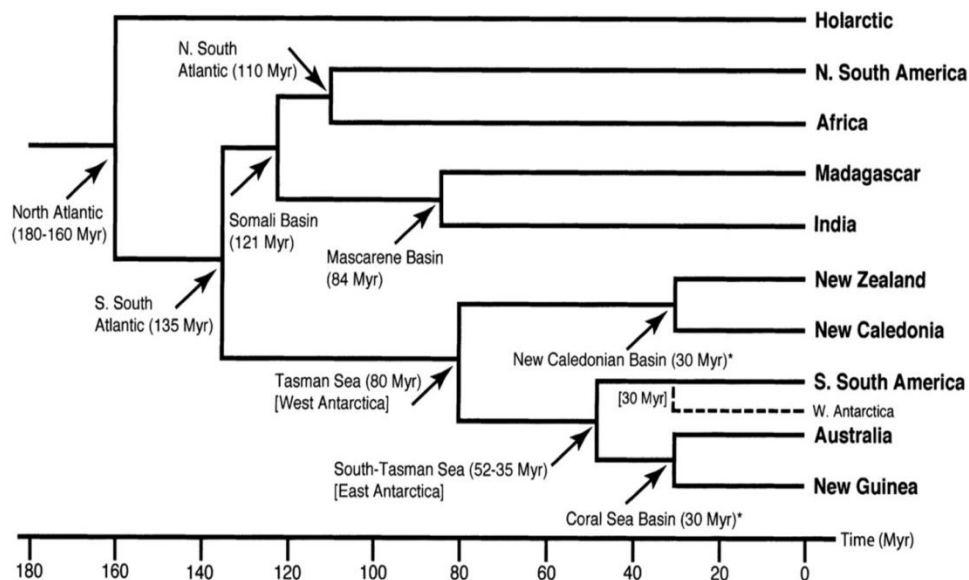 Holarctic
N. South
Atlantic (110 Myr)
N. South America
Africa
Madagascar
North Atlantic
(180-160 Myr)
Somali Basin
(121 Myr)
India
Mascarene Basin
(84 Myr)
New Zealand
S. South
Atlantic (135 Myr)
New Caledonia
New Caledonian Basin (30 Myr)*
Tasman Sea (80 Myr)
[West Antarctica]
S. South America
[30 Myr]
W. Antarctica
Australia
South-Tasman Sea (52-35 Myr)
[East Antarctica]
New Guinea
Coral Sea Basin (30 Myr)*
Time (Myr)
180 160 140 120 100 80 60 40 20 0